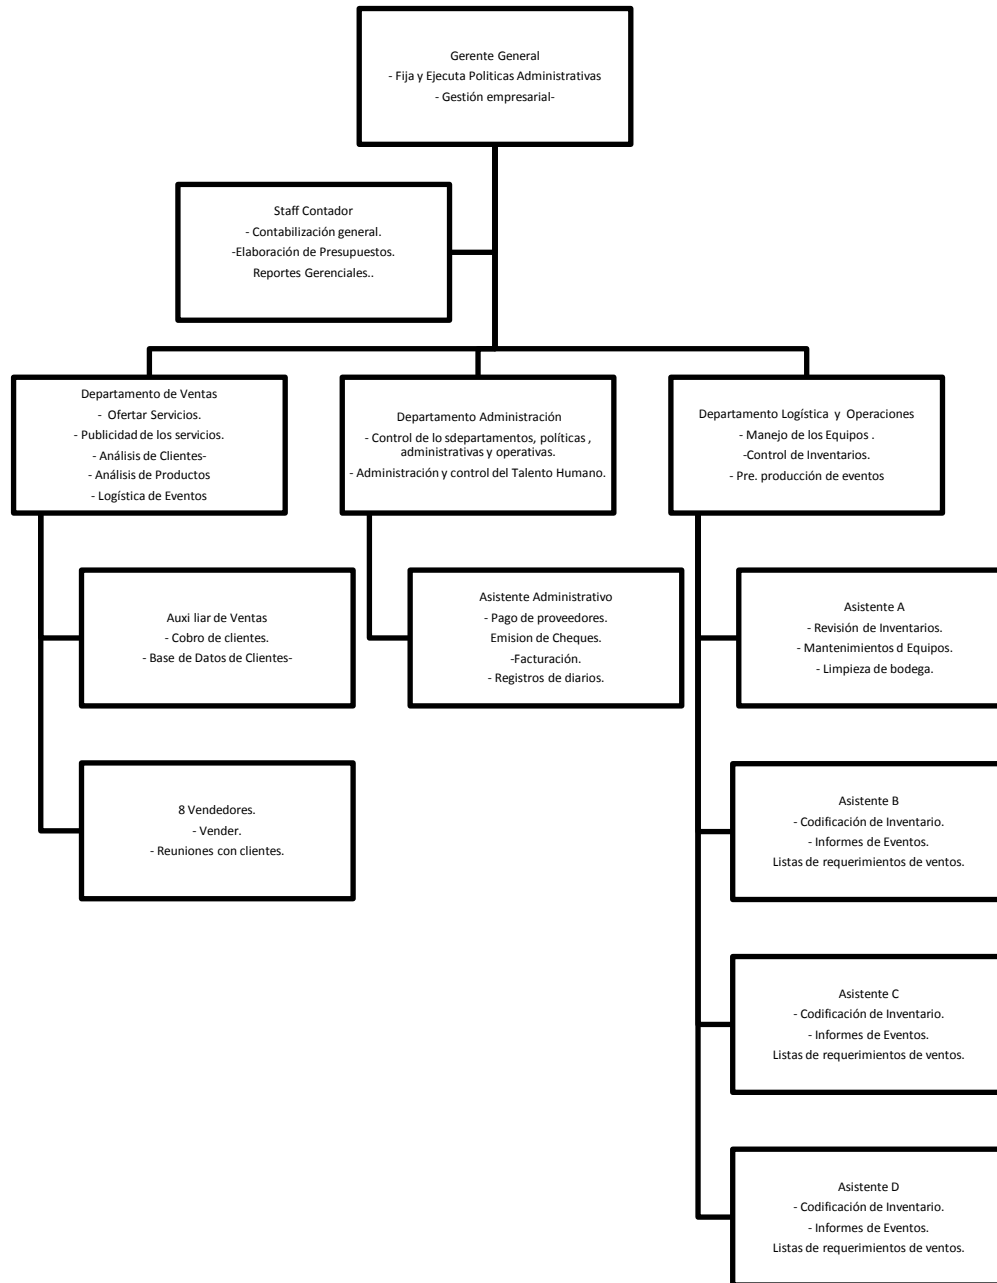 Gerente General
- Fija y Ejecuta Politicas Administrativas
- Gestión empresarial-
Staff Contador
- Contabilización general.
-Elaboración de Presupuestos.
Reportes Gerenciales..
Departamento de Ventas
- Ofertar Servicios.
- Publicidad de los servicios.
- Análisis de Clientes-
- Análisis de Productos
- Logística de Eventos
Departamento Administración
- Control de lo sdepartamentos, políticas ,
administrativas y operativas.
- Administración y control del Talento Humano.
Departamento Logística y Operaciones
- Manejo de los Equipos .
-Control de Inventarios.
- Pre. producción de eventos
Auxi liar de Ventas
- Cobro de clientes.
- Base de Datos de Clientes-
Asistente Administrativo
- Pago de proveedores.
Emision de Cheques.
-Facturación.
- Registros de diarios.
Asistente A
- Revisión de Inventarios.
- Mantenimientos d Equipos.
- Limpieza de bodega.
8 Vendedores.
- Vender.
- Reuniones con clientes.
Asistente B
- Codificación de Inventario.
- Informes de Eventos.
Listas de requerimientos de ventos.
Asistente C
- Codificación de Inventario.
- Informes de Eventos.
Listas de requerimientos de ventos.
Asistente D
- Codificación de Inventario.
- Informes de Eventos.
Listas de requerimientos de ventos.